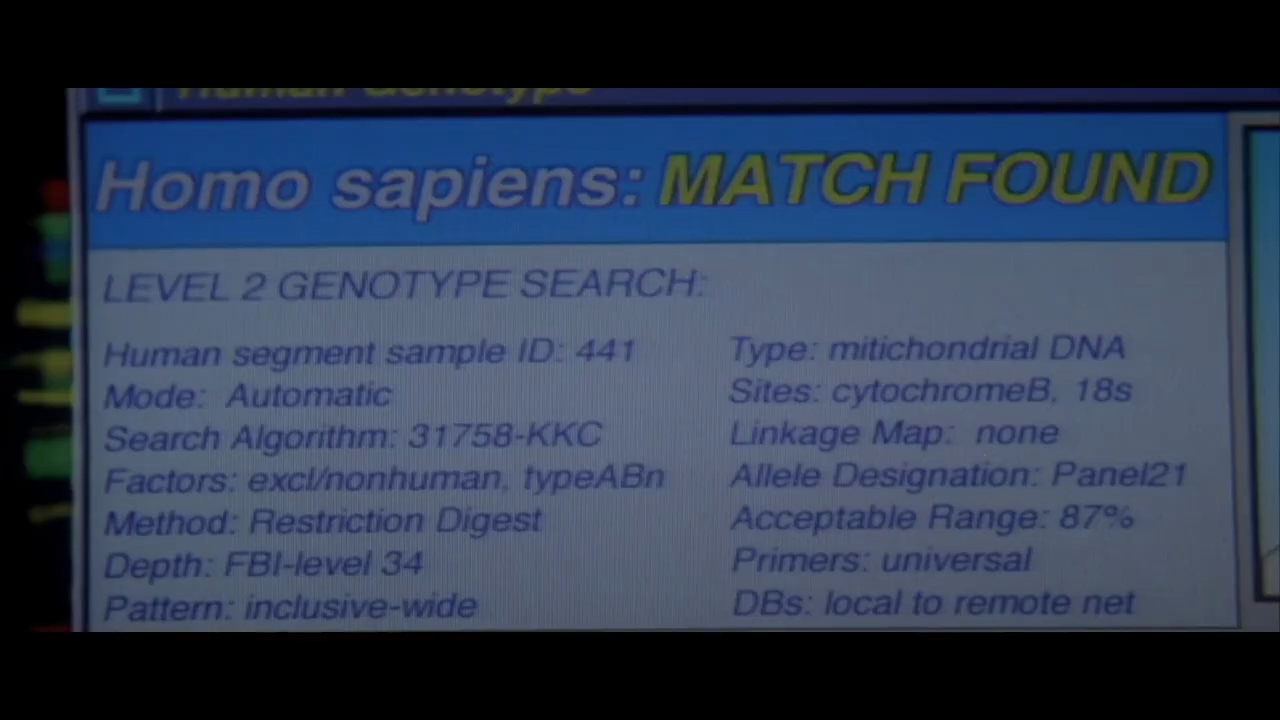 Human Genotype
Homo sapiens: MATCH FOUND
LEVEL 2 GENOTYPE SEARCH:
Human segment sample ID: 441
Mode: Automatic
Search Algorithm: 31758-KKC
Factors: excl/nonhuman, typeABn
Method: Restriction Digest
Depth: FBI-level 34
Pattern: inclusive-wide
Type: mitichondrial DNA
Sites: cytochromeB, 18s
Linkage Map: none
Allele Designation: Panel21
Acceptable Range: 87%
Primers: universal
DBs: local to remote net